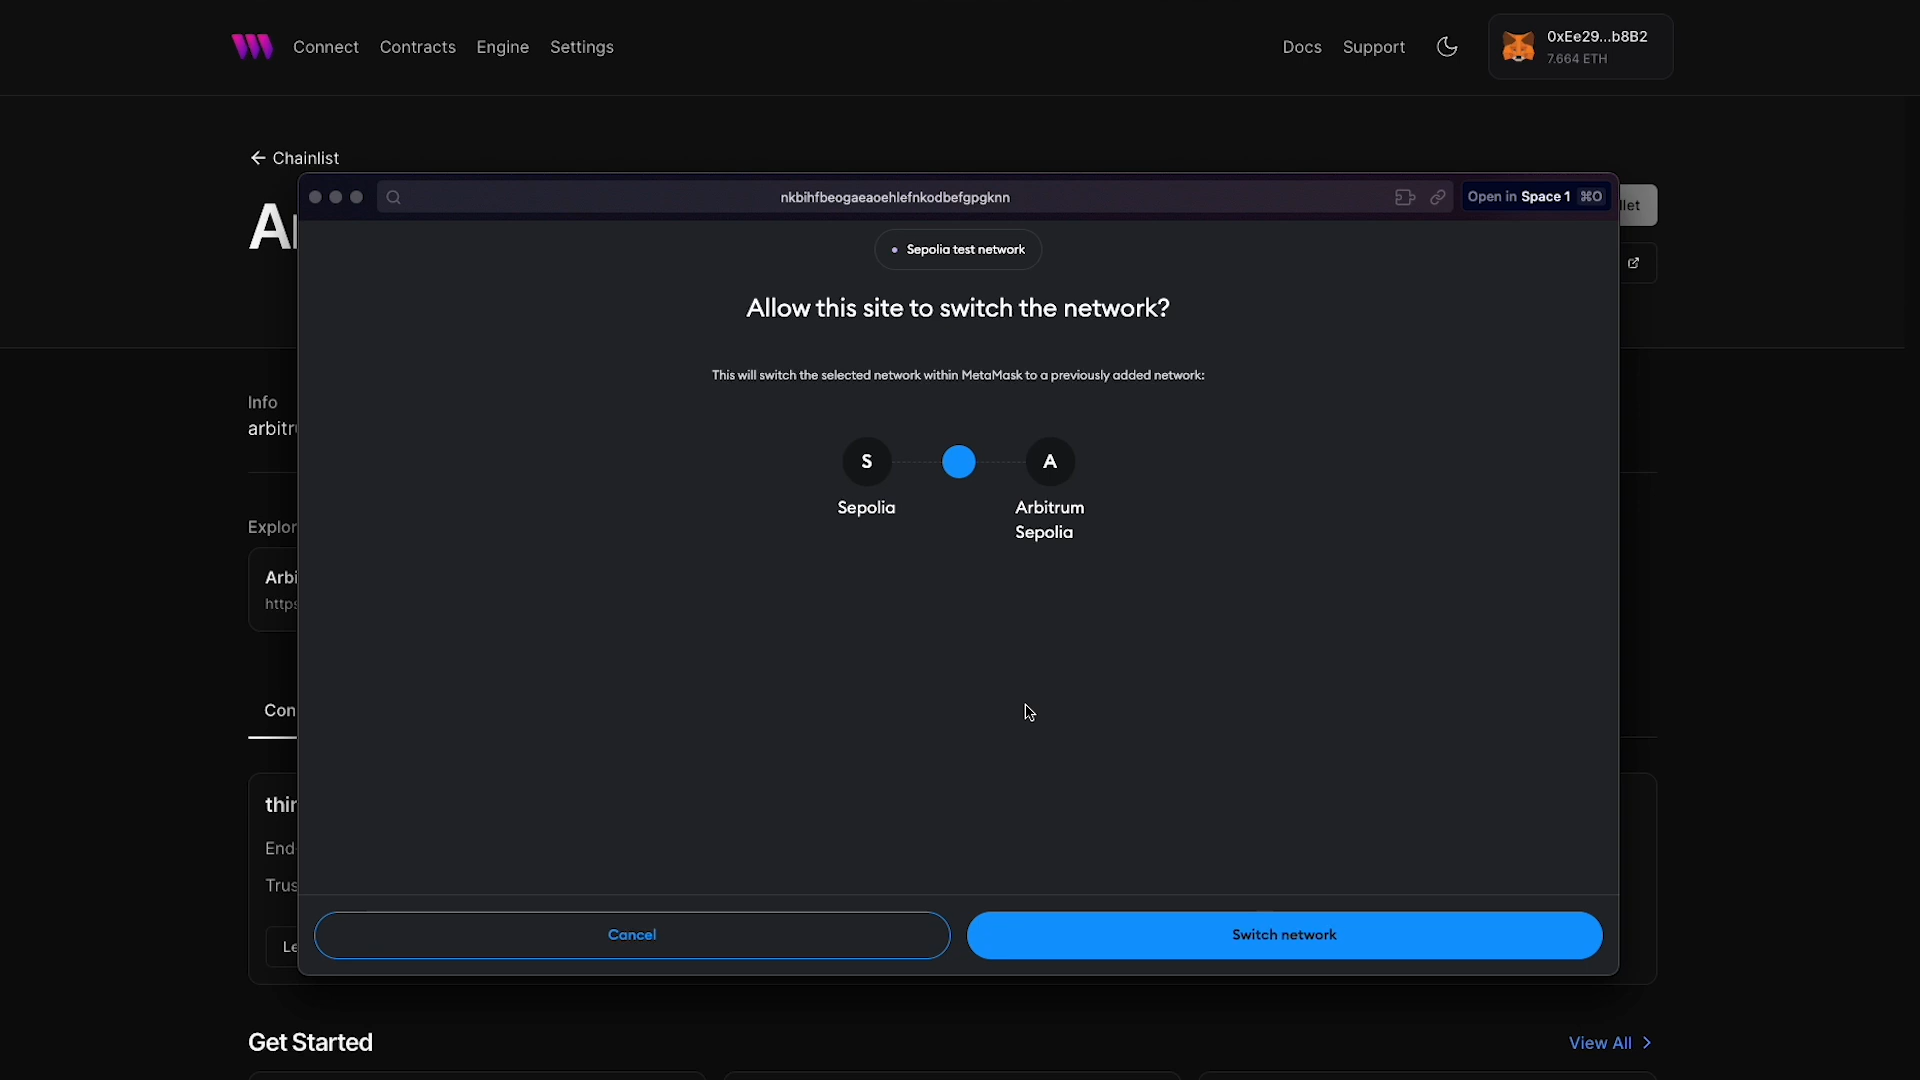 Connect
Contracts
Engine
Settings
Docs
Support
0xEe29...b8B2
7.664 ETH
Chainlist
nkbihfbeogaeaoehlefnkodbefgpgknn
Open in Space 1 ⌘O
Sepolia test network
Allow this site to switch the network?
This will switch the selected network within MetaMask to a previously added network:
S
A
Sepolia
Arbitrum
Sepolia
Cancel
Switch network
Info
Get Started
View All